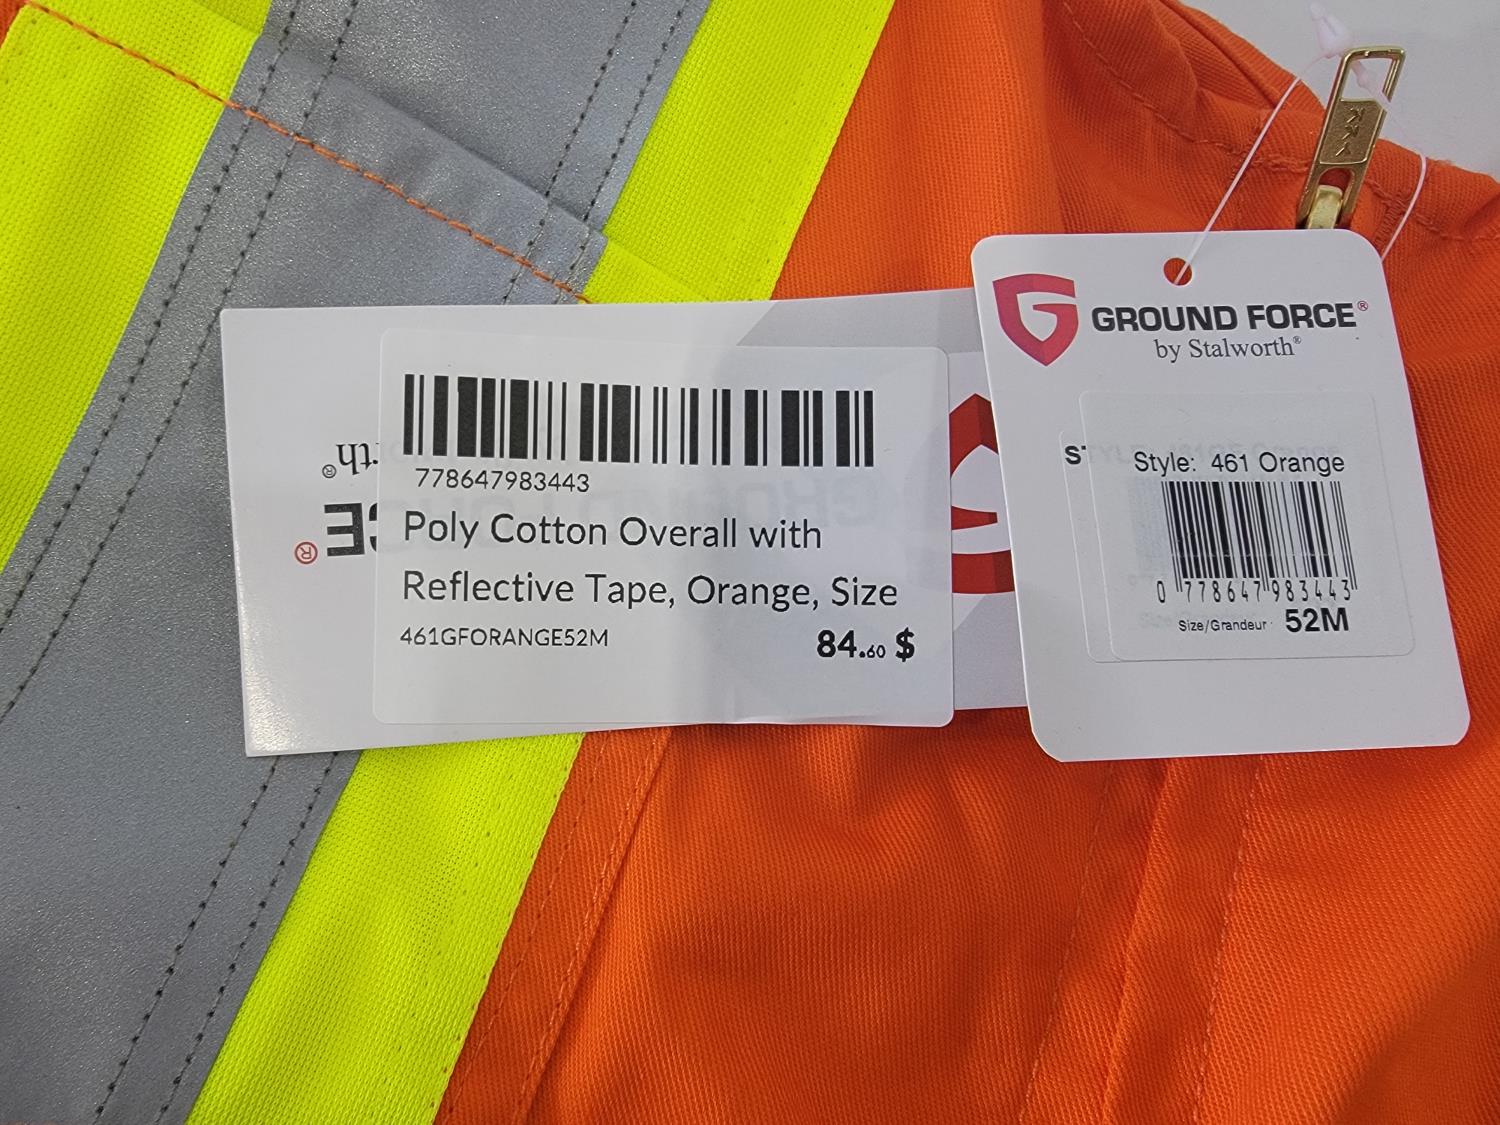 778647983443
Poly Cotton Overall with
Reflective Tape, Orange, Size
461GFORANGE52M
84.60 $
GROUND FORCE®
by Stalworth®
Style: 461 Orange
0 778647 983443
Size/Grandeur 52M